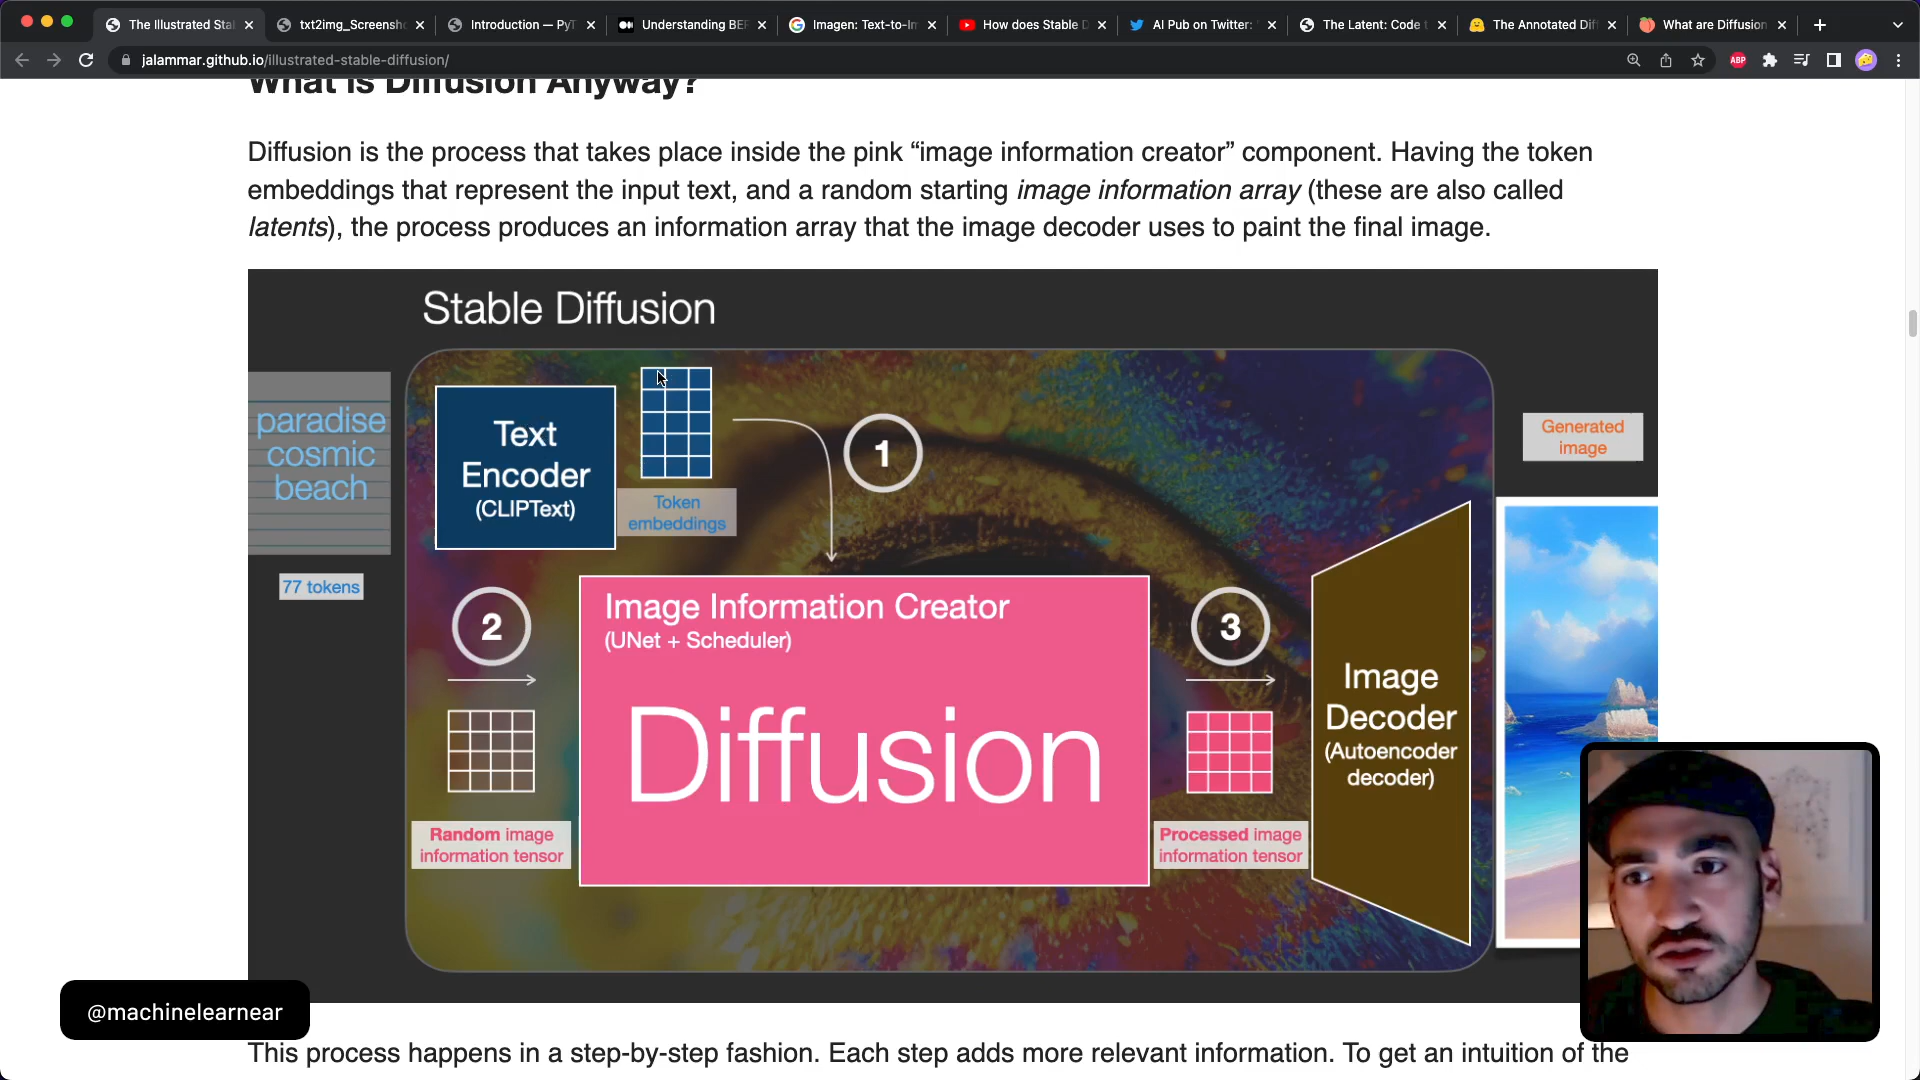 The Illustrated Sta
txt2img_Screensh
Introduction — PyT
Understanding BE
Imagen: Text-to-Im
How does Stable D
AI Pub on Twitter:
The Latent: Code t
The Annotated Dif
What are Diffusion
jalammar.github.io/illustrated-stable-diffusion/
ABP
What is Diffusion Anyway?
Diffusion is the process that takes place inside the pink “image information creator” component. Having the token
embeddings that represent the input text, and a random starting image information array (these are also called
latents), the process produces an information array that the image decoder uses to paint the final image.
Stable Diffusion
paradise
cosmic
beach
77 tokens
Text
Encoder
(CLIPText)
Token
embeddings
1
Generated
image
2
Image Information Creator
(UNet + Scheduler)
Diffusion
3
Random image
information tensor
Processed image
information tensor
Image
Decoder
(Autoencoder
decoder)
@machinelearnear
This process happens in a step-by-step fashion. Each step adds more relevant information. To get an intuition of the